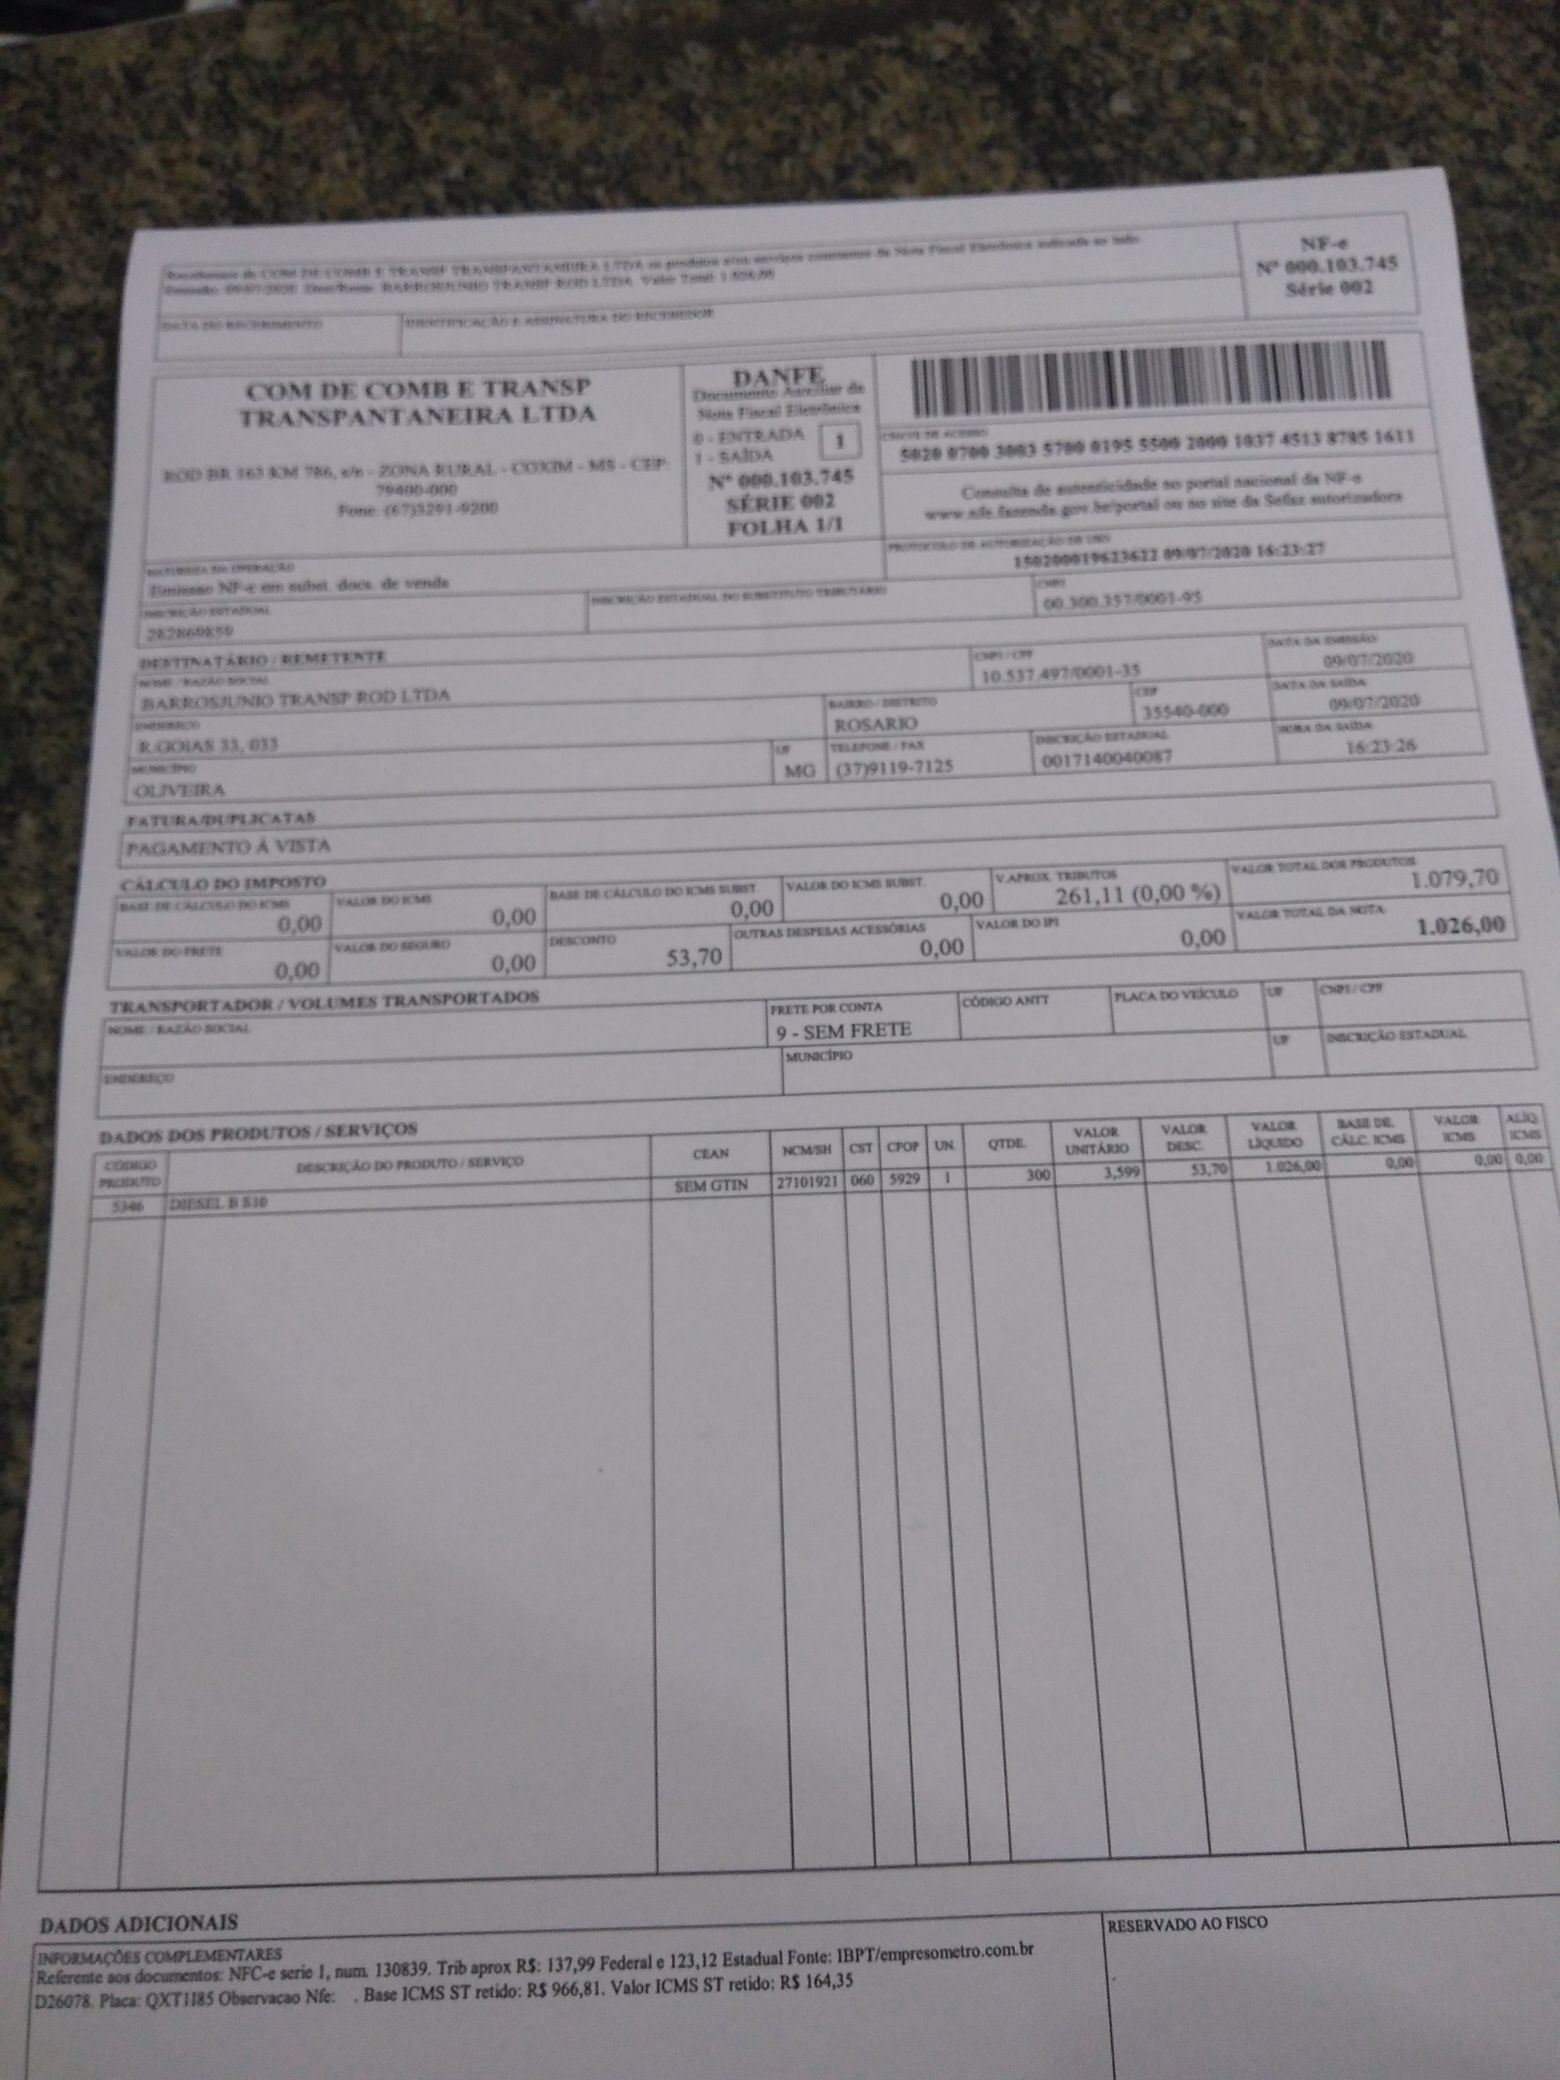 Recebemos de COM DE COMB E TRANSP TRANSPANTANEIRA LTDA os produtos e/ou serviços constantes da Nota Fiscal Eletrônica indicada ao lado
Emissão: 09/07/2020 Dest/Reme: BARROSJUNIO TRANSP ROD LTDA Valor Total: 1.026,00
DATA DO RECEBIMENTO
IDENTIFICAÇÃO E ASSINATURA DO RECEBEDOR
NF-e
Nº 000.103.745
Série 002
COM DE COMB E TRANSP
TRANSPANTANEIRA LTDA
ROD BR 163 KM 786, s/n - ZONA RURAL - COXIM - MS - CEP:
79400-000
Fone: (67)3291-9200
DANFE
Documento Auxiliar da
Nota Fiscal Eletrônica
0 - ENTRADA
1 - SAÍDA
1
Nº 000.103.745
SÉRIE 002
FOLHA 1/1
CHAVE DE ACESSO
5020 0700 3003 5700 0195 5500 2000 1037 4513 8785 1611
Consulta de autenticidade no portal nacional da NF-e
www.nfe.fazenda.gov.br/portal ou no site da Sefaz autorizadora
NATUREZA DA OPERAÇÃO
Emissao NF-e em subst. docs. de venda
PROTOCOLO DE AUTORIZAÇÃO DE USO
150200019623622 09/07/2020 16:23:27
INSCRIÇÃO ESTADUAL
282869859
INSCRIÇÃO ESTADUAL DO SUBSTITUTO TRIBUTÁRIO
CNPJ
00.300.357/0001-95
DESTINATÁRIO / REMETENTE
NOME / RAZÃO SOCIAL
BARROSJUNIO TRANSP ROD LTDA
CNPJ / CPF
10.537.497/0001-35
DATA DA EMISSÃO
09/07/2020
ENDEREÇO
R.GOIAS 33, 033
BAIRRO / DISTRITO
ROSARIO
CEP
35540-000
DATA DA SAÍDA
09/07/2020
MUNICÍPIO
OLIVEIRA
UF
MG
TELEFONE / FAX
(37)9119-7125
INSCRIÇÃO ESTADUAL
0017140040087
HORA DA SAÍDA
16:23:26
FATURA/DUPLICATAS
PAGAMENTO À VISTA
CÁLCULO DO IMPOSTO
BASE DE CÁLCULO DO ICMS
0,00
VALOR DO ICMS
0,00
BASE DE CÁLCULO DO ICMS SUBST.
0,00
VALOR DO ICMS SUBST.
0,00
V.APROX. TRIBUTOS
261,11 (0,00 %)
VALOR TOTAL DOS PRODUTOS
1.079,70
VALOR DO FRETE
0,00
VALOR DO SEGURO
0,00
DESCONTO
53,70
OUTRAS DESPESAS ACESSÓRIAS
0,00
VALOR DO IPI
0,00
VALOR TOTAL DA NOTA
1.026,00
TRANSPORTADOR / VOLUMES TRANSPORTADOS
NOME / RAZÃO SOCIAL
FRETE POR CONTA
9 - SEM FRETE
CÓDIGO ANTT
PLACA DO VEÍCULO
UF
CNPJ / CPF
ENDEREÇO
MUNICÍPIO
UF
INSCRIÇÃO ESTADUAL
DADOS DOS PRODUTOS / SERVIÇOS
CÓDIGO PRODUTO DESCRIÇÃO DO PRODUTO / SERVIÇO CEAN NCM/SH CST CFOP UN. QTDE. VALOR UNITÁRIO VALOR DESC. VALOR LÍQUIDO BASE DE CÁLC. ICMS VALOR ICMS ALÍQ. ICMS
5346 DIESEL B S10 SEM GTIN 27101921 060 5929 1 300 3,599 53,70 1.026,00 0,00 0,00 0,00
DADOS ADICIONAIS
INFORMAÇÕES COMPLEMENTARES
Referente aos documentos: NFC-e serie 1, num. 130839. Trib aprox R$: 137,99 Federal e 123,12 Estadual Fonte: IBPT/empresometro.com.br
D26078. Placa: QXT1I85 Observacao Nfe: . Base ICMS ST retido: R$ 966,81. Valor ICMS ST retido: R$ 164,35
RESERVADO AO FISCO